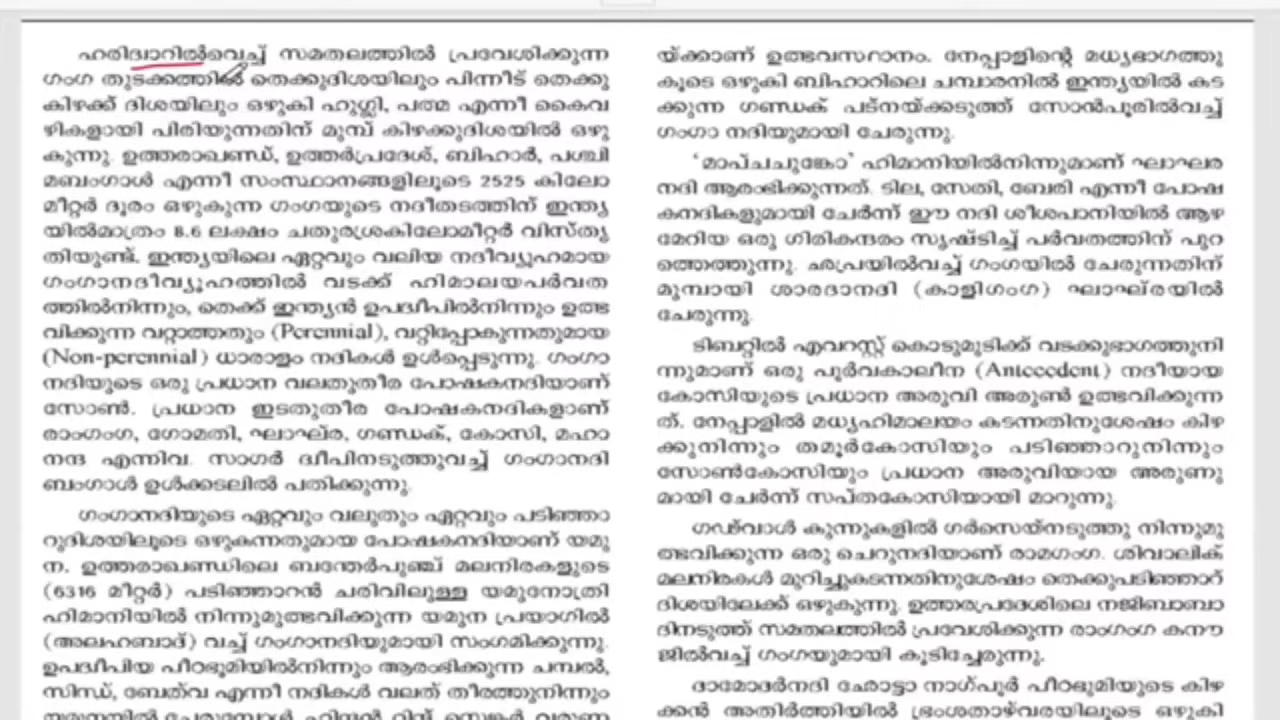 ഹരിദ്വാറിൽവെച്ച് സമതലത്തിൽ പ്രവേശിക്കുന്ന
ഗംഗ തുടക്കത്തിൽ തെക്കുദിശയിലും പിന്നീട് തെക്കു
കിഴക്ക് ദിശയിലും ഒഴുകി ഹുഗ്ലി, പത്മ എന്നീ കൈവ
ഴികളായി പിരിയുന്നതിന് മുമ്പ് കിഴക്കുദിശയിൽ ഒഴു
കുന്നു. ഉത്തരാഖണ്ഡ്, ഉത്തർപ്രദേശ്, ബിഹാർ, പശ്ചി
മബംഗാൾ എന്നീ സംസ്ഥാനങ്ങളിലൂടെ 2525 കിലോ
മീറ്റർ ദൂരം ഒഴുകുന്ന ഗംഗയുടെ നദീതടത്തിന് ഇന്ത്യ
യിൽമാത്രം 8.6 ലക്ഷം ചതുരശ്രകിലോമീറ്റർ വിസ്തൃ
തിയുണ്ട്. ഇന്ത്യയിലെ ഏറ്റവും വലിയ നദീവ്യൂഹമായ
ഗംഗാനദീവ്യൂഹത്തിൽ വടക്ക് ഹിമാലയപർവത
ത്തിൽനിന്നും, തെക്ക് ഇന്ത്യൻ ഉപദ്വീപിൽനിന്നും ഉത്ഭ
വിക്കുന്ന വറ്റാത്തതും (Perennial), വറ്റിപ്പോകുന്നതുമായ
(Non-perennial) ധാരാളം നദികൾ ഉൾപ്പെടുന്നു. ഗംഗാ
നദിയുടെ ഒരു പ്രധാന വലതുതീര പോഷകനദിയാണ്
സോൺ. പ്രധാന ഇടതുതീര പോഷകനദികളാണ്
രാംഗംഗ, ഗോമതി, ഘാഘ്ര, ഗണ്ഡക്, കോസി, മഹാ
നന്ദ എന്നിവ. സാഗർ ദ്വീപിനടുത്തുവച്ച് ഗംഗാനദി
ബംഗാൾ ഉൾക്കടലിൽ പതിക്കുന്നു.
ഗംഗാനദിയുടെ ഏറ്റവും വലുതും ഏറ്റവും പടിഞ്ഞാ
റുദിശയിലൂടെ ഒഴുകന്നതുമായ പോഷകനദിയാണ് യമു
ന. ഉത്തരാഖണ്ഡിലെ ബന്തേർപുഞ്ച് മലനിരകളുടെ
(6316 മീറ്റർ) പടിഞ്ഞാറൻ ചരിവിലുള്ള യമുനോത്രി
ഹിമാനിയിൽ നിന്നുമുത്ഭവിക്കുന്ന യമുന പ്രയാഗിൽ
(അലഹബാദ്) വച്ച് ഗംഗാനദിയുമായി സംഗമിക്കുന്നു.
ഉപദ്വീപിയ പീഠഭൂമിയിൽനിന്നും ആരംഭിക്കുന്ന ചമ്പൽ,
സിന്ധ്, ബേത്‌വ എന്നീ നദികൾ വലത് തീരത്തുനിന്നും
യമുനയിൽ ചേരുമ്പോൾ ഹിന്ദൻ റിന്ദ്
യ്ക്കാണ് ഉത്ഭവസ്ഥാനം. നേപ്പാളിന്റെ മധ്യഭാഗത്തു
കൂടെ ഒഴുകി ബിഹാറിലെ ചമ്പാരനിൽ ഇന്ത്യയിൽ കട
ക്കുന്ന ഗണ്ഡക് പട്നയ്ക്കടുത്ത് സോൻപൂരിൽവച്ച്
ഗംഗാ നദിയുമായി ചേരുന്നു.
'മാപ്ചചുങ്കോ' ഹിമാനിയിൽനിന്നുമാണ് ഘാഘര
നദി ആരംഭിക്കുന്നത്. ടില, സേതി, ബേരി എന്നീ പോഷ
കനദികളുമായി ചേർന്ന് ഈ നദി ശീശപാനിയിൽ ആഴ
മേറിയ ഒരു ഗിരികന്ദരം സൃഷ്ടിച്ച് പർവതത്തിന് പുറ
ത്തെത്തുന്നു. ഛപ്രയിൽവച്ച് ഗംഗയിൽ ചേരുന്നതിന്
മുമ്പായി ശാരദാനദി (കാളിഗംഗ) ഘാഘ്രയിൽ
ചേരുന്നു.
ടിബറ്റിൽ എവറസ്റ്റ് കൊടുമുടിക്ക് വടക്കുഭാഗത്തുനി
ന്നുമാണ് ഒരു പൂർവകാലീന (Antecedent) നദീയായ
കോസിയുടെ പ്രധാന അരുവി അരുൺ ഉത്ഭവിക്കുന്ന
ത്. നേപ്പാളിൽ മധ്യഹിമാലയം കടന്നതിനുശേഷം കിഴ
ക്കുനിന്നും തമൂർകോസിയും പടിഞ്ഞാറുനിന്നും
സോൺകോസിയും പ്രധാന അരുവിയായ അരുണു
മായി ചേർന്ന് സപ്തകോസിയായി മാറുന്നു.
ഗഢ്‌വാൾ കുന്നുകളിൽ ഗർസെയ്നടുത്തു നിന്നുമു
ത്ഭവിക്കുന്ന ഒരു ചെറുനദിയാണ് രാമഗംഗ. ശിവാലിക്
മലനിരകൾ മുറിച്ചുകടന്നതിനുശേഷം തെക്കുപടിഞ്ഞാറ്
ദിശയിലേക്ക് ഒഴുകുന്നു. ഉത്തരപ്രദേശിലെ നജീബാബാ
ദിനടുത്ത് സമതലത്തിൽ പ്രവേശിക്കുന്ന രാംഗംഗ കനൗ
ജിൽവച്ച് ഗംഗയുമായി കൂടിച്ചേരുന്നു.
ദാമോദർനദി ഛോട്ടാ നാഗ്പൂർ പീഠഭൂമിയുടെ കിഴ
ക്കൻ അതിർത്തിയിൽ ഭ്രംശതാഴ്വരയിലൂടെ ഒഴുകി